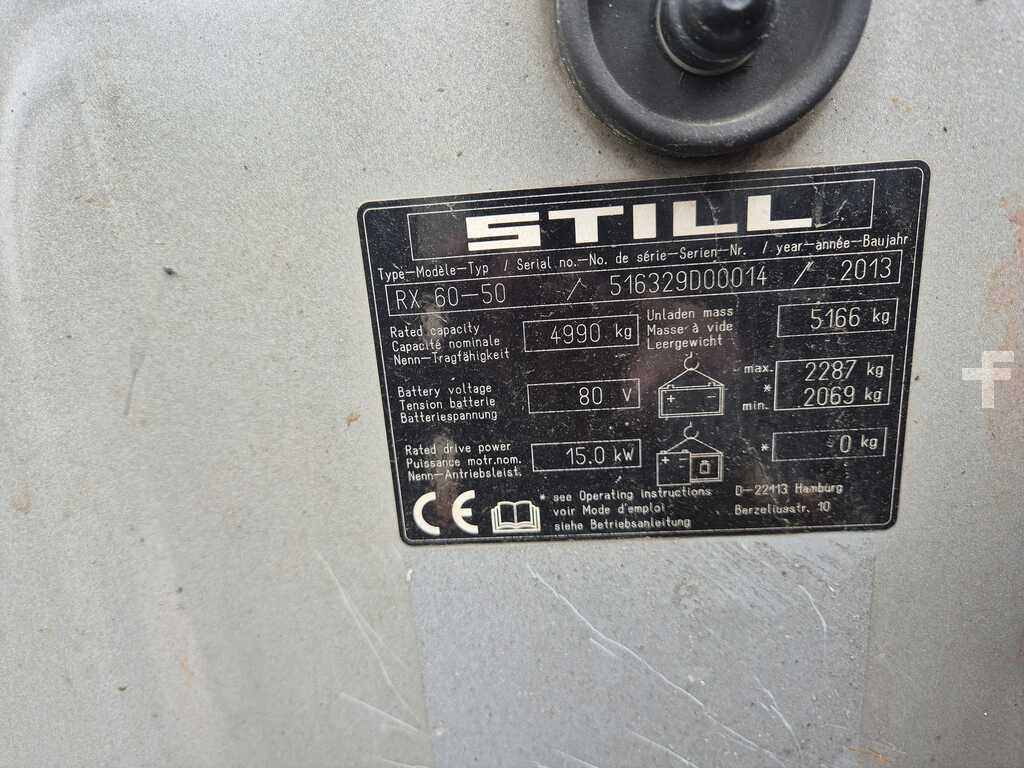 STILL
Type-Modèle-Typ / Serial no.-No. de série-Serien-Nr. / year-année-Baujahr
RX 60-50 / 516329D00014 / 2013
Rated capacity
Capacité nominale
Nenn-Tragfähigkeit
4990 kg
Unladen mass
Masse à vide
Leergewicht
5166 kg
Battery voltage
Tension batterie
Batteriespannung
80 V
+ -
max. 2287 kg
*
min. 2069 kg
Rated drive power
Puissance motr.nom.
Nenn-Antriebsleist.
15.0 kW
+ -
* 0 kg
CE
* see Operating Instructions
voir Mode d'emploi
siehe Betriebsanleitung
D-22113 Hamburg
Berzeliusstr. 10